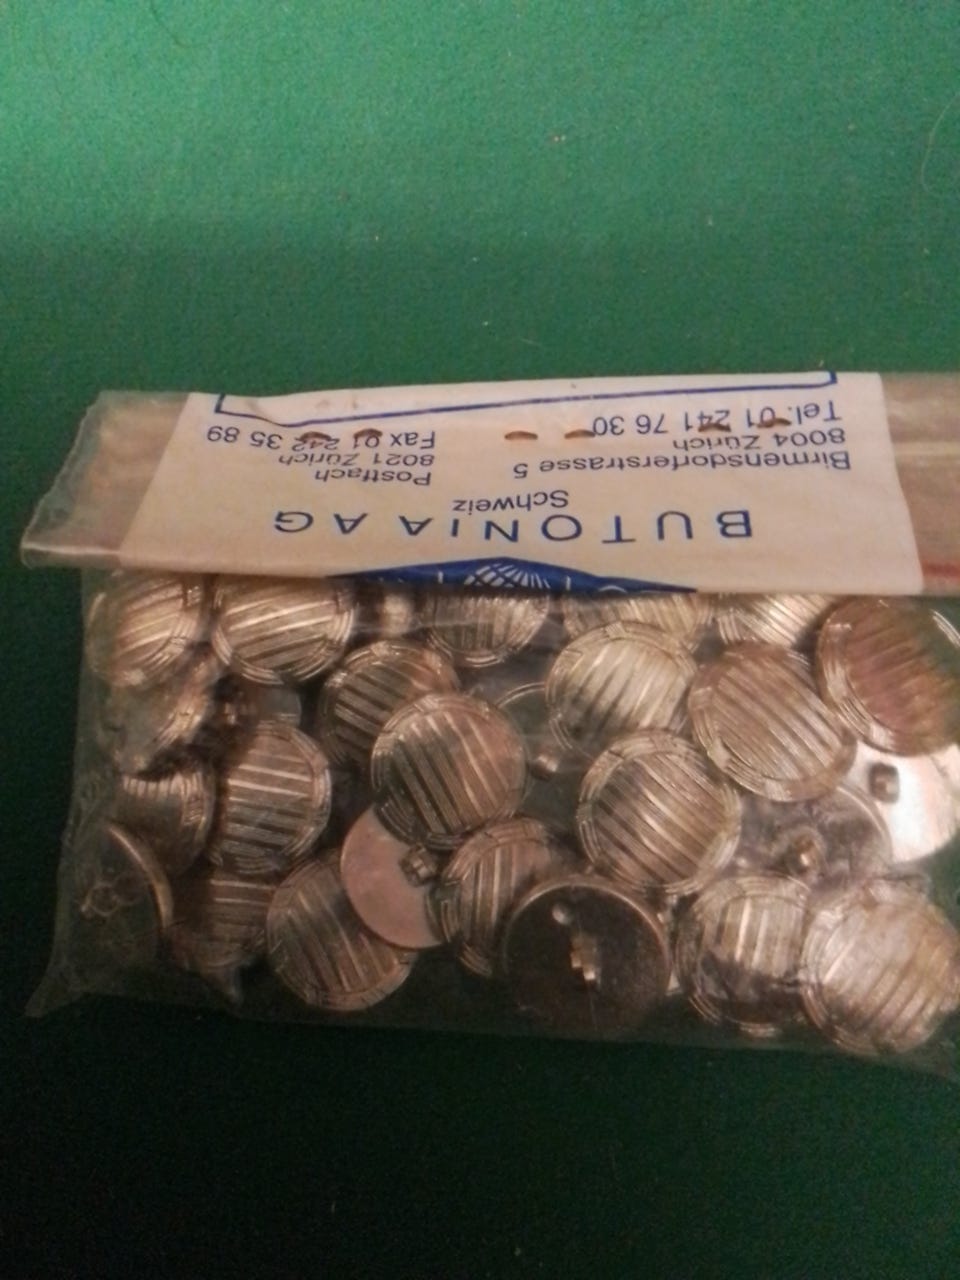 BUTONIA AG
Schweiz
Birmensdorferstrasse 5
8004 Zürich
Tel. 01 241 76 30
Postfach
8021 Zürich
Fax 01 242 35 89